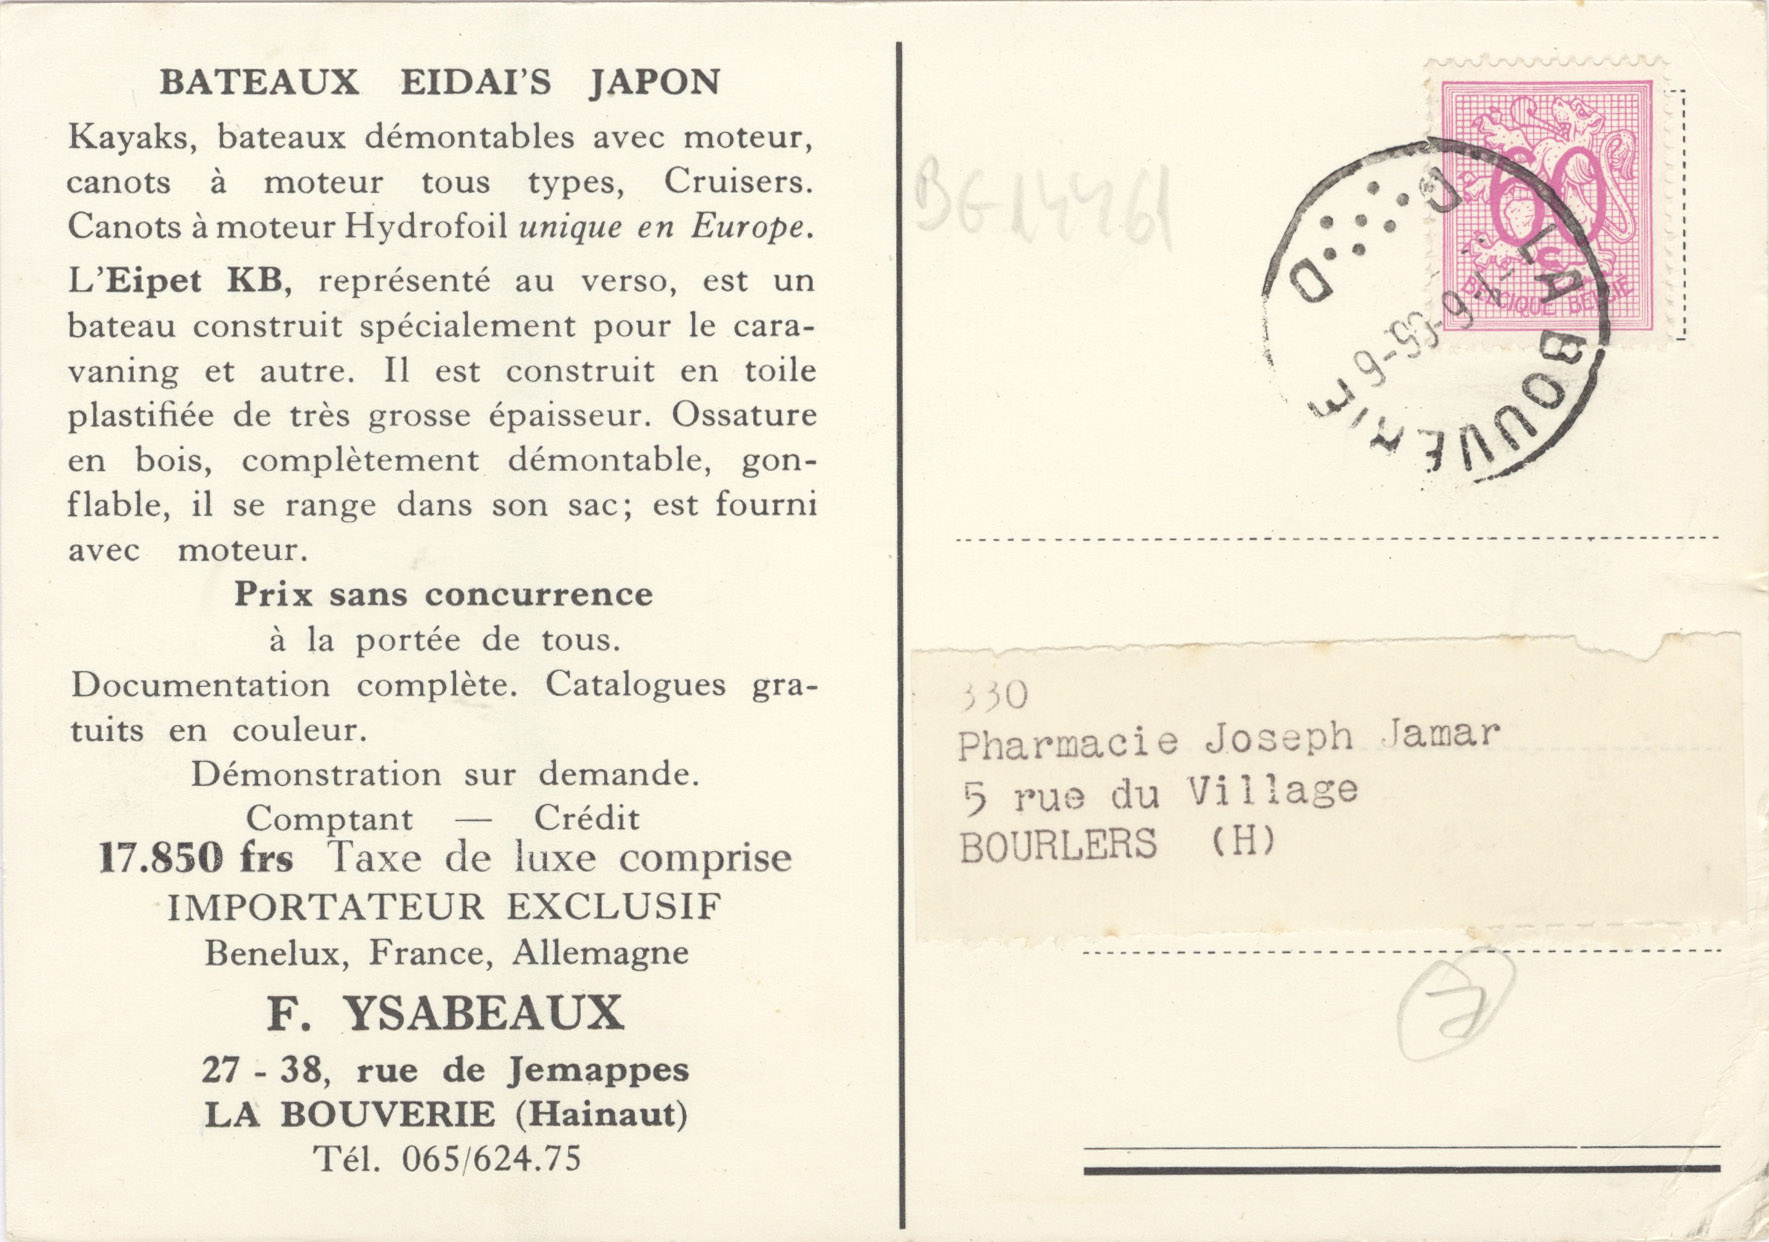 BATEAUX EIDAI'S JAPON
Kayaks, bateaux démontables avec moteur,
canots à moteur tous types, Cruisers.
Canots à moteur Hydrofoil unique en Europe.
L'Eipet KB, représenté au verso, est un
bateau construit spécialement pour le cara-
vaning et autre. Il est construit en toile
plastifiée de très grosse épaisseur. Ossature
en bois, complètement démontable, gon-
flable, il se range dans son sac; est fourni
avec moteur.
Prix sans concurrence
à la portée de tous.
Documentation complète. Catalogues gra-
tuits en couleur.
Démonstration sur demande.
Comptant — Crédit
17.850 frs Taxe de luxe comprise
IMPORTATEUR EXCLUSIF
Benelux, France, Allemagne
F. YSABEAUX
27 - 38, rue de Jemappes
LA BOUVERIE (Hainaut)
Tél. 065/624.75
60
BELGIQUE BELGIË
D D
LA BOUVERIE
330
Pharmacie Joseph Jamar
5 rue du Village
BOURLERS (H)